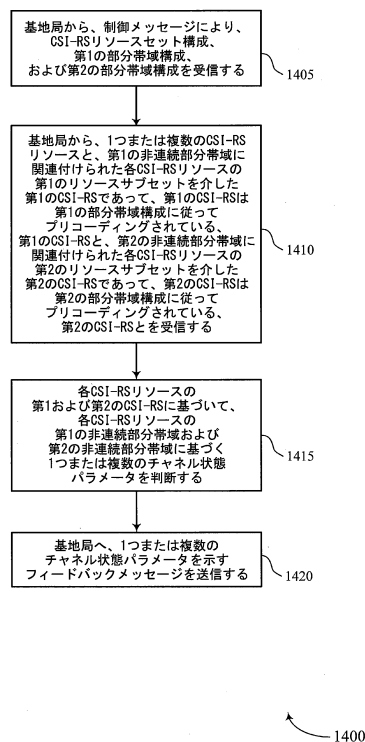 基地局から、制御メッセージにより、
CSI-RSリソースセット構成、
第1の部分帯域構成、
および第2の部分帯域構成を受信する
1405
基地局から、1つまたは複数のCSI-RS
リソースと、第1の非連続部分帯域に
関連付けられた各CSI-RSリソースの
第1のリソースサブセットを介した
第1のCSI-RSであって、第1のCSI-RSは
第1の部分帯域構成に従って
プリコーディングされている、
第1のCSI-RSと、第2の非連続部分帯域に
関連付けられた各CSI-RSリソースの
第2のリソースサブセットを介した
第2のCSI-RSであって、第2のCSI-RSは
第2の部分帯域構成に従って
プリコーディングされている、
第2のCSI-RSとを受信する
1410
各CSI-RSリソースの
第1および第2のCSI-RSに基づいて、
各CSI-RSリソースの
第1の非連続部分帯域および
第2の非連続部分帯域に基づく
1つまたは複数のチャネル状態
パラメータを判断する
1415
基地局へ、1つまたは複数の
チャネル状態パラメータを示す
フィードバックメッセージを送信する
1420
1400